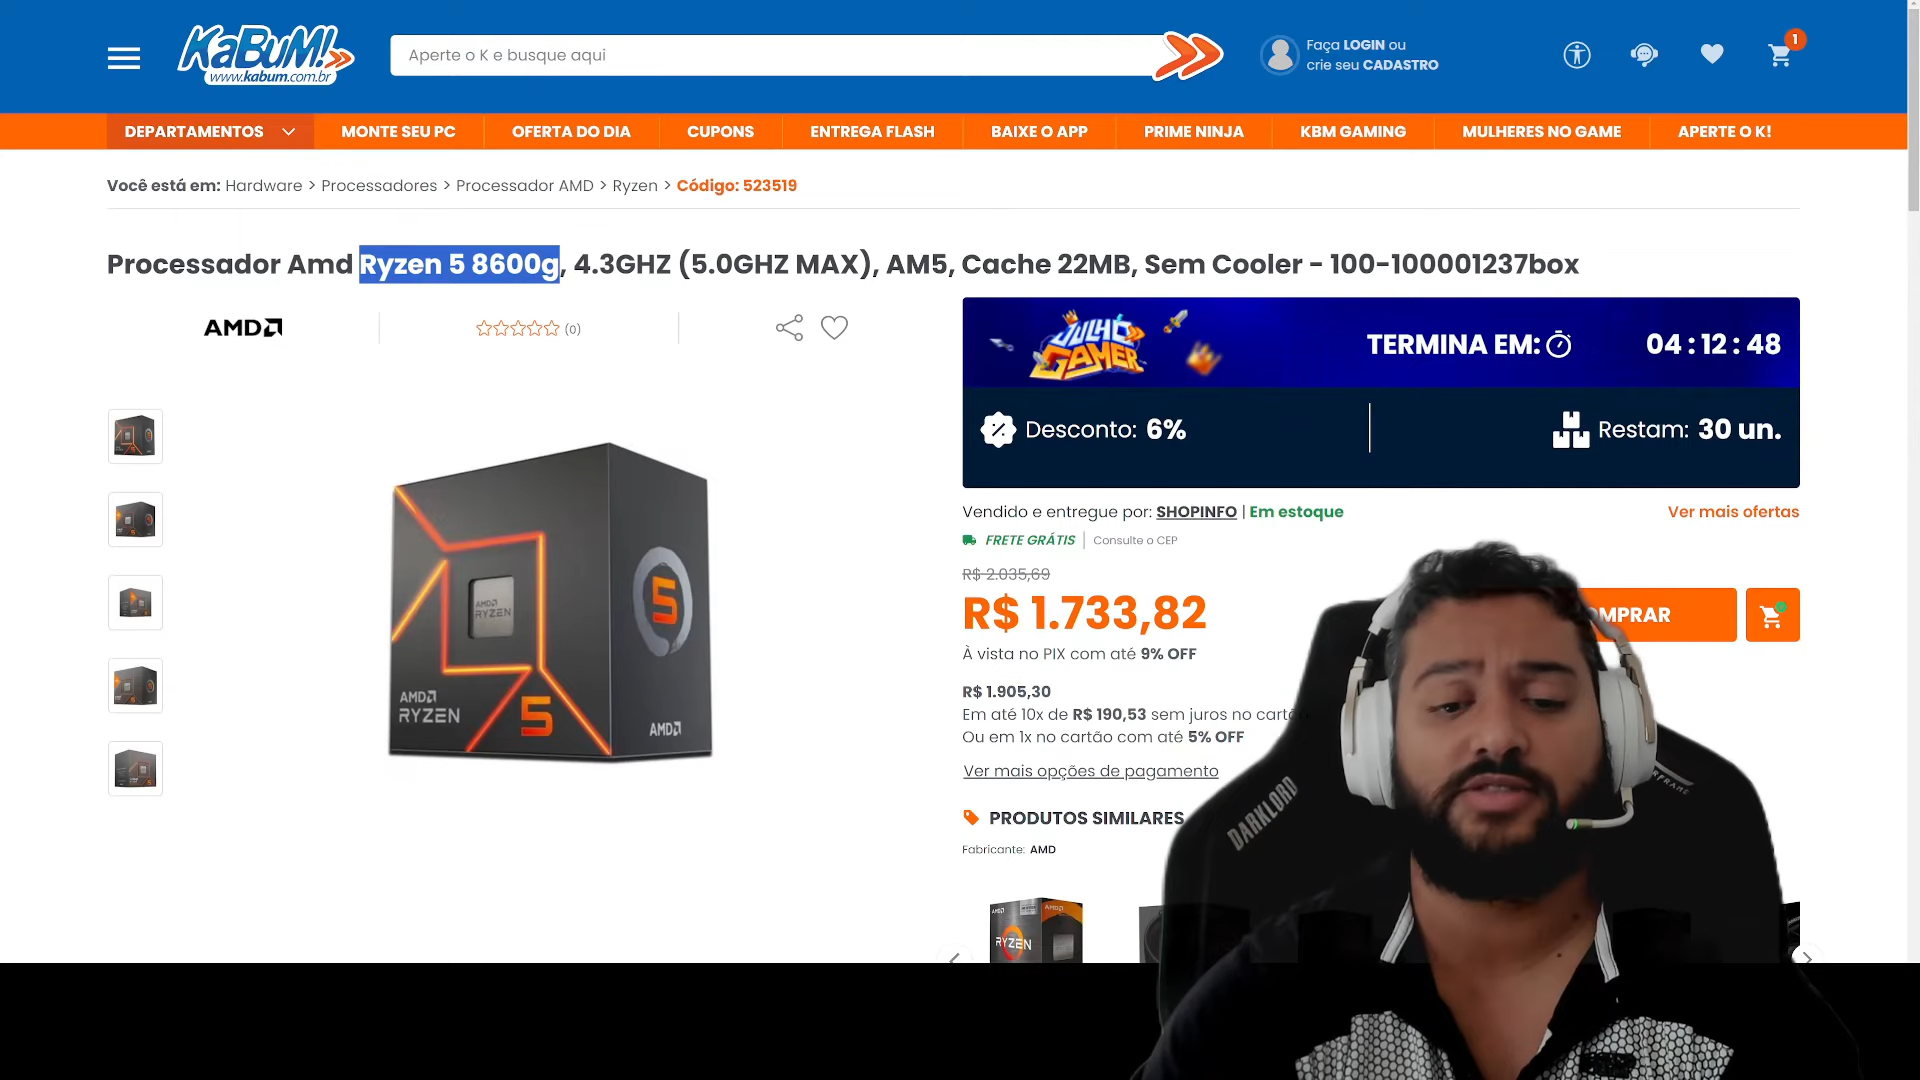 KaBuM!
www.kabum.com.br
Aperte o K e busque aqui
Faça LOGIN ou
crie seu CADASTRO
1
DEPARTAMENTOS
MONTE SEU PC
OFERTA DO DIA
CUPONS
ENTREGA FLASH
BAIXE O APP
PRIME NINJA
KBM GAMING
MULHERES NO GAME
APERTE O K!
Você está em: Hardware > Processadores > Processador AMD > Ryzen > Código: 523519
Processador Amd Ryzen 5 8600g, 4.3GHZ (5.0GHZ MAX), AM5, Cache 22MB, Sem Cooler - 100-100001237box
AMD
(0)
JULHO
GAMER
TERMINA EM:
04 : 12 : 48
Desconto: 6%
Restam: 30 un.
Vendido e entregue por: SHOPINFO | Em estoque
Ver mais ofertas
FRETE GRÁTIS
Consulte o CEP
R$ 2.035,69
R$ 1.733,82
OMPRAR
À vista no PIX com até 9% OFF
R$ 1.905,30
Em até 10x de R$ 190,53 sem juros no cartão
Ou em 1x no cartão com até 5% OFF
Ver mais opções de pagamento
PRODUTOS SIMILARES
Fabricante: AMD
AMD
RYZEN
5
AMD
RYZEN
5
AMD
DARKLORD
AMD
RYZEN